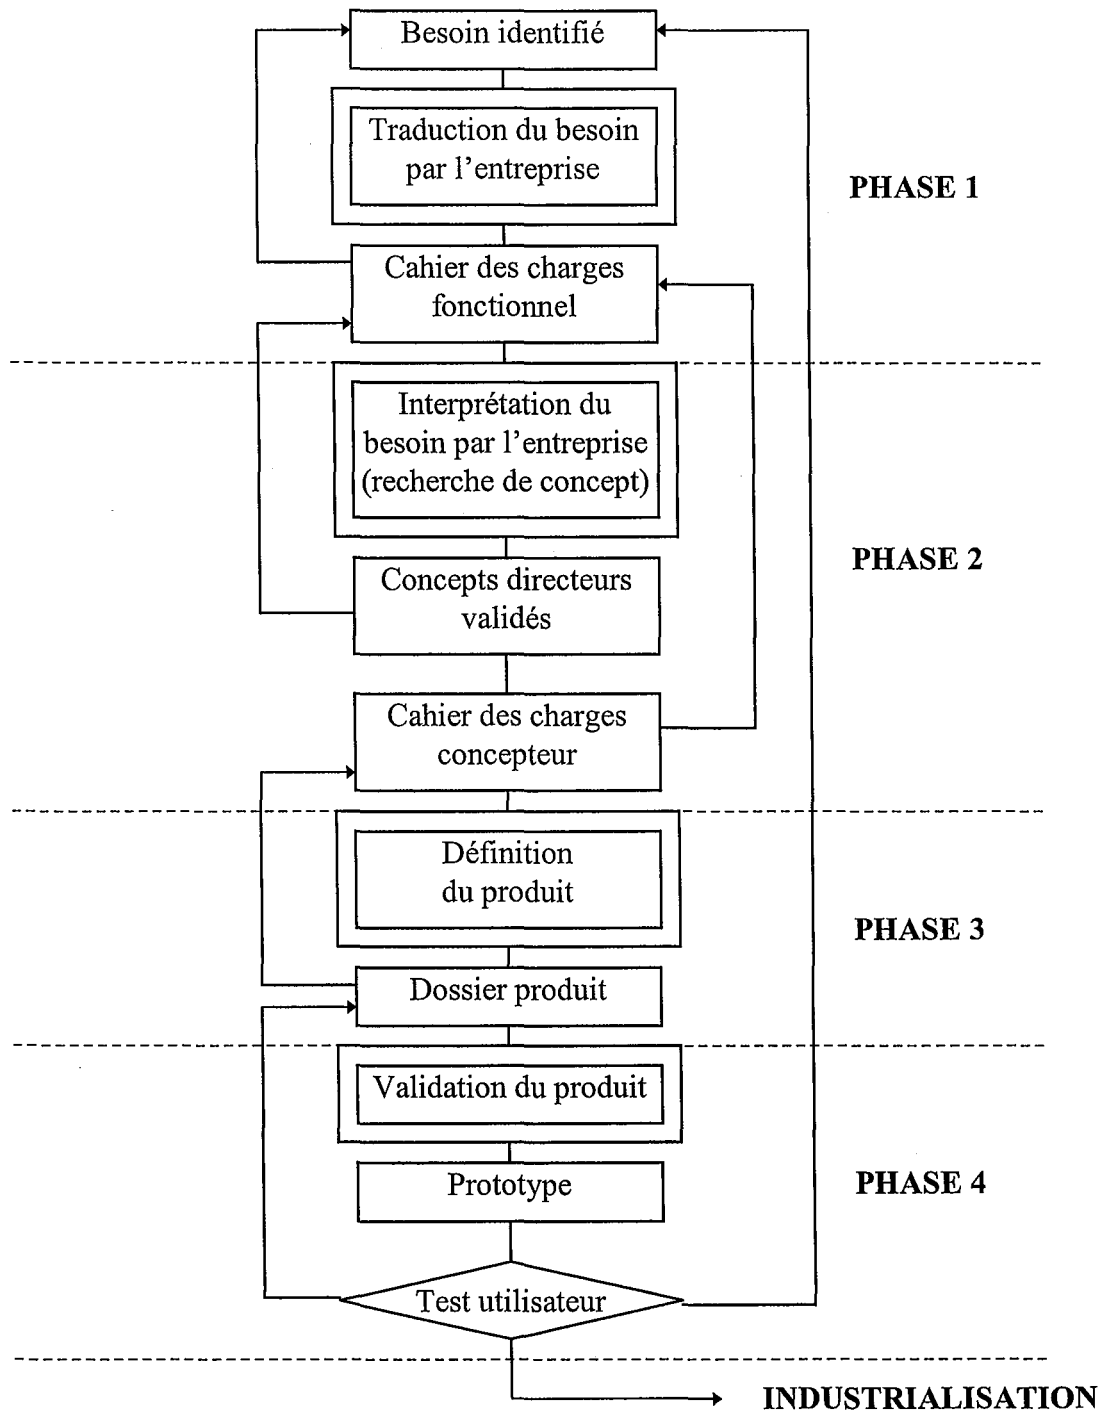 Besoin identifié
Traduction du besoin
par l'entreprise
PHASE 1
Cahier des charges
fonctionnel
Interprétation du
besoin par l'entreprise
(recherche de concept)
PHASE 2
Concepts directeurs
validés
Cahier des charges
concepteur
Définition
du produit
PHASE 3
Dossier produit
Validation du produit
PHASE 4
Prototype
Test utilisateur
INDUSTRIALISATION